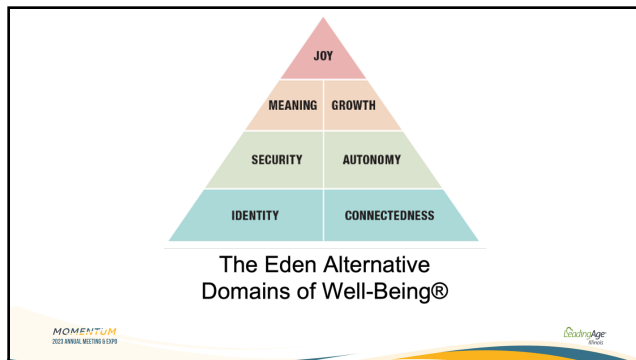 JOY
MEANING GROWTH
SECURITY AUTONOMY
IDENTITY CONNECTEDNESS
The Eden Alternative
Domains of Well-Being®
MOMENTUM
2023 ANNUAL MEETING & EXPO
LeadingAge
Illinois